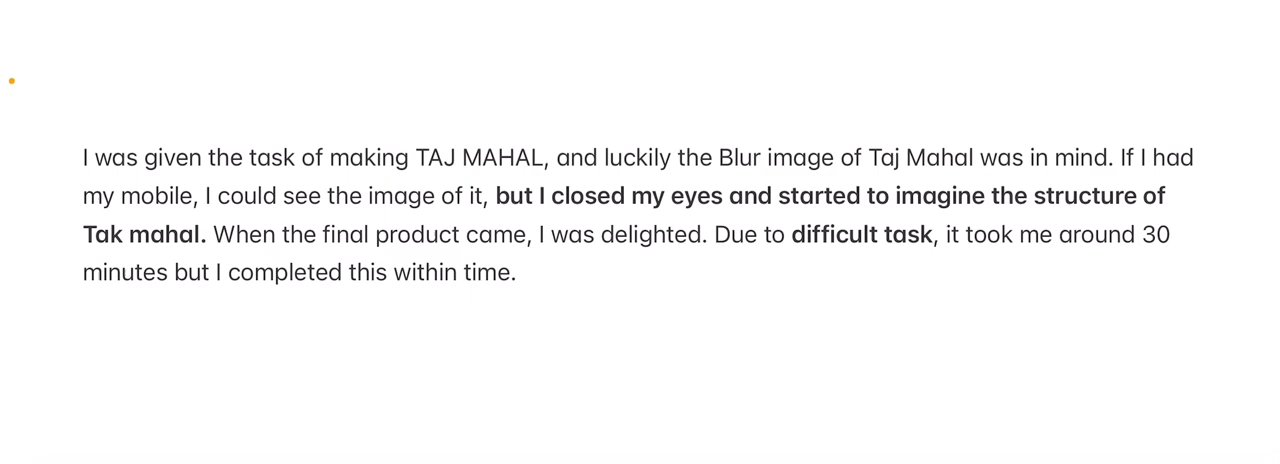 I was given the task of making TAJ MAHAL, and luckily the Blur image of Taj Mahal was in mind. If I had
my mobile, I could see the image of it, but I closed my eyes and started to imagine the structure of
Tak mahal. When the final product came, I was delighted. Due to difficult task, it took me around 30
minutes but I completed this within time.